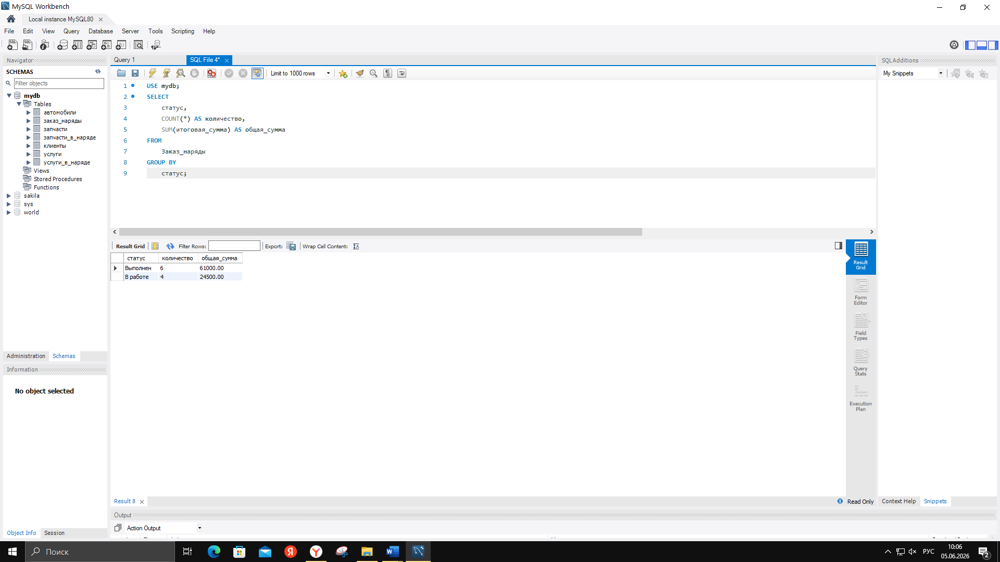 MySQL Workbench
Local instance MySQL80
File Edit View Query Database Server Tools Scripting Help
Navigator
SCHEMAS
Filter objects
mydb
Tables
автомобили
заказ_наряды
запчасти
запчасти_в_наряде
клиенты
услуги
услуги_в_наряде
Views
Stored Procedures
Functions
sakila
sys
world
Administration Schemas
Information
No object selected
Object Info Session
Query 1 SQL File 4*
Limit to 1000 rows
1 USE mydb;
2 SELECT
3 статус,
4 COUNT(*) AS количество,
5 SUM(итоговая_сумма) AS общая_сумма
6 FROM
7 Заказ_наряды
8 GROUP BY
9 статус;
Result Grid Filter Rows: Export: Wrap Cell Content:
статус количество общая_сумма
Выполнен 6 61000.00
В работе 4 24500.00
Result Grid
Form Editor
Field Types
Query Stats
Execution Plan
Result 8 Read Only
Output
Action Output
SQLAdditions
My Snippets
Context Help Snippets
Поиск
РУС
10:06
05.06.2026
2